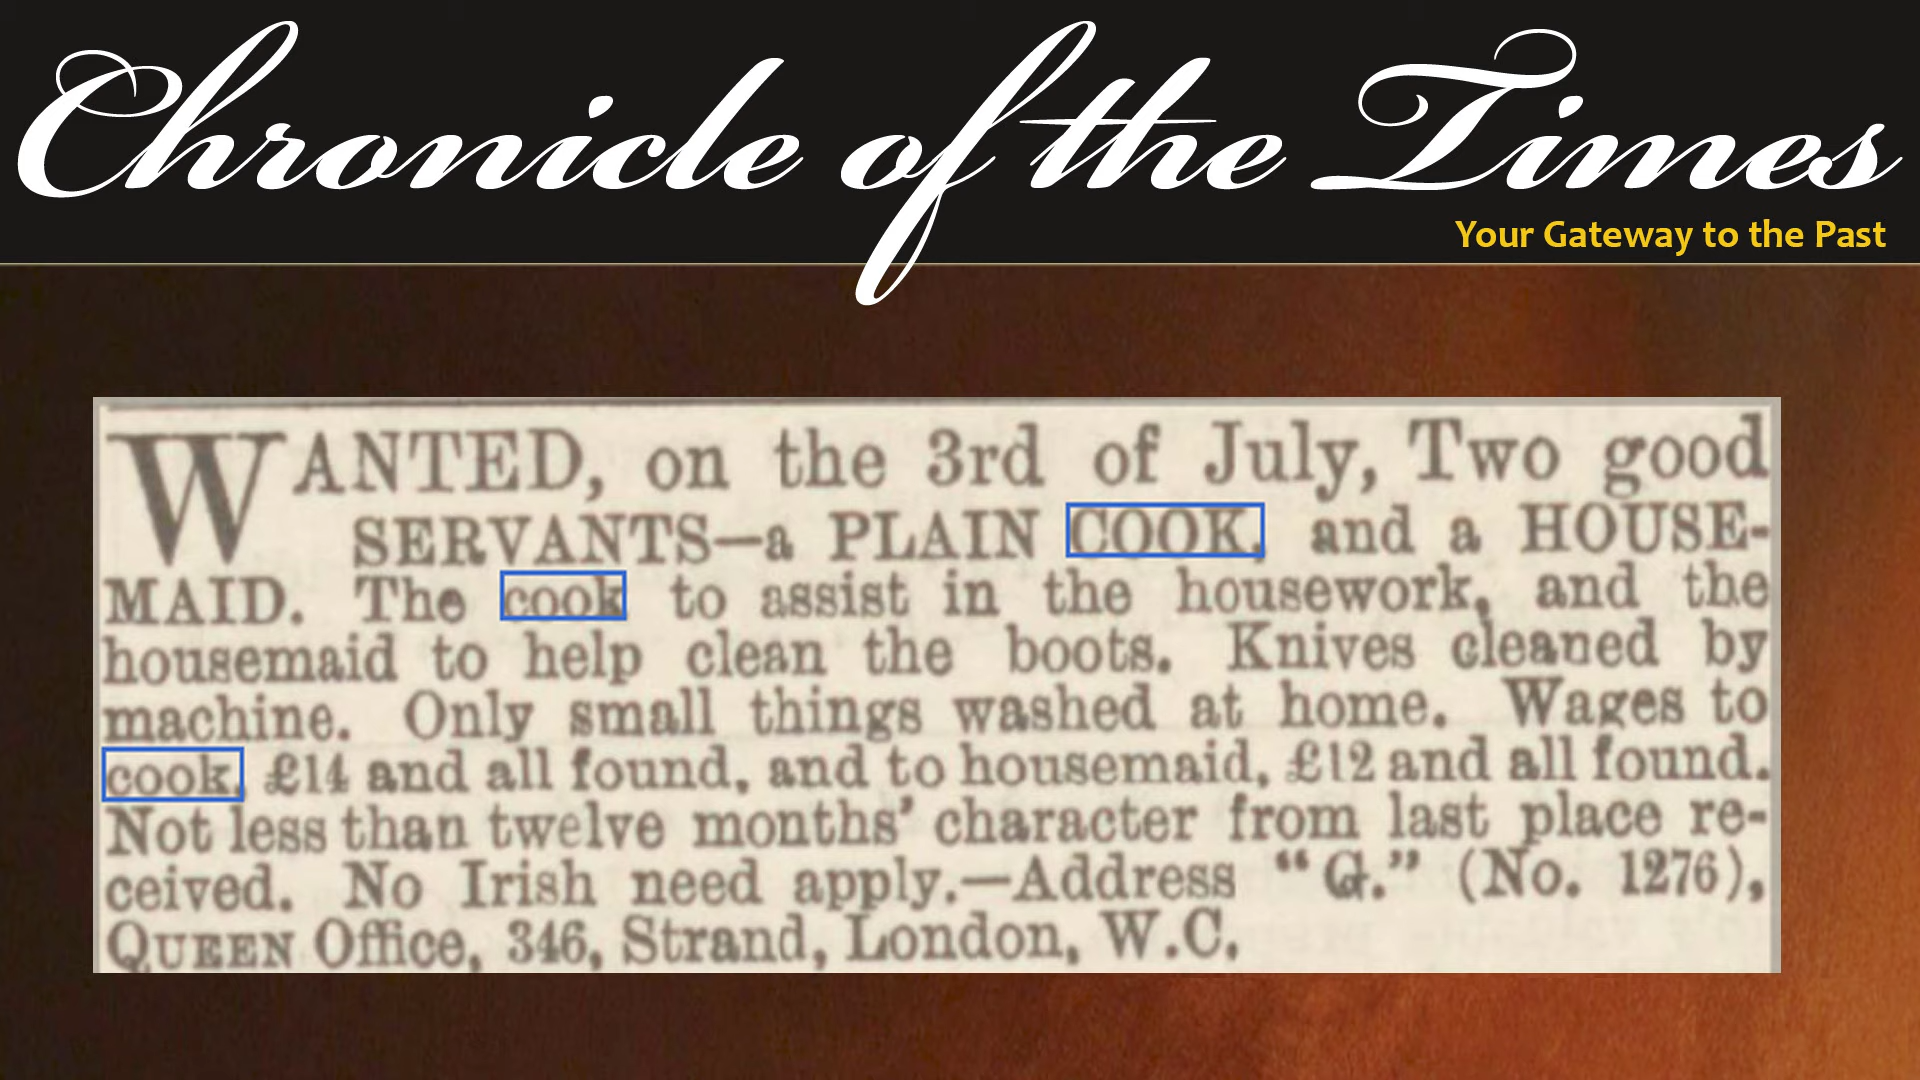 Chronicle of the Times
Your Gateway to the Past
WANTED, on the 3rd of July, Two good
SERVANTS—a PLAIN COOK, and a HOUSE-
MAID. The cook to assist in the housework, and the
housemaid to help clean the boots. Knives cleaned by
machine. Only small things washed at home. Wages to
cook, £14 and all found, and to housemaid, £12 and all found.
Not less than twelve months’ character from last place re-
ceived. No Irish need apply.—Address “G.” (No. 1276),
QUEEN Office, 346, Strand, London, W.C.